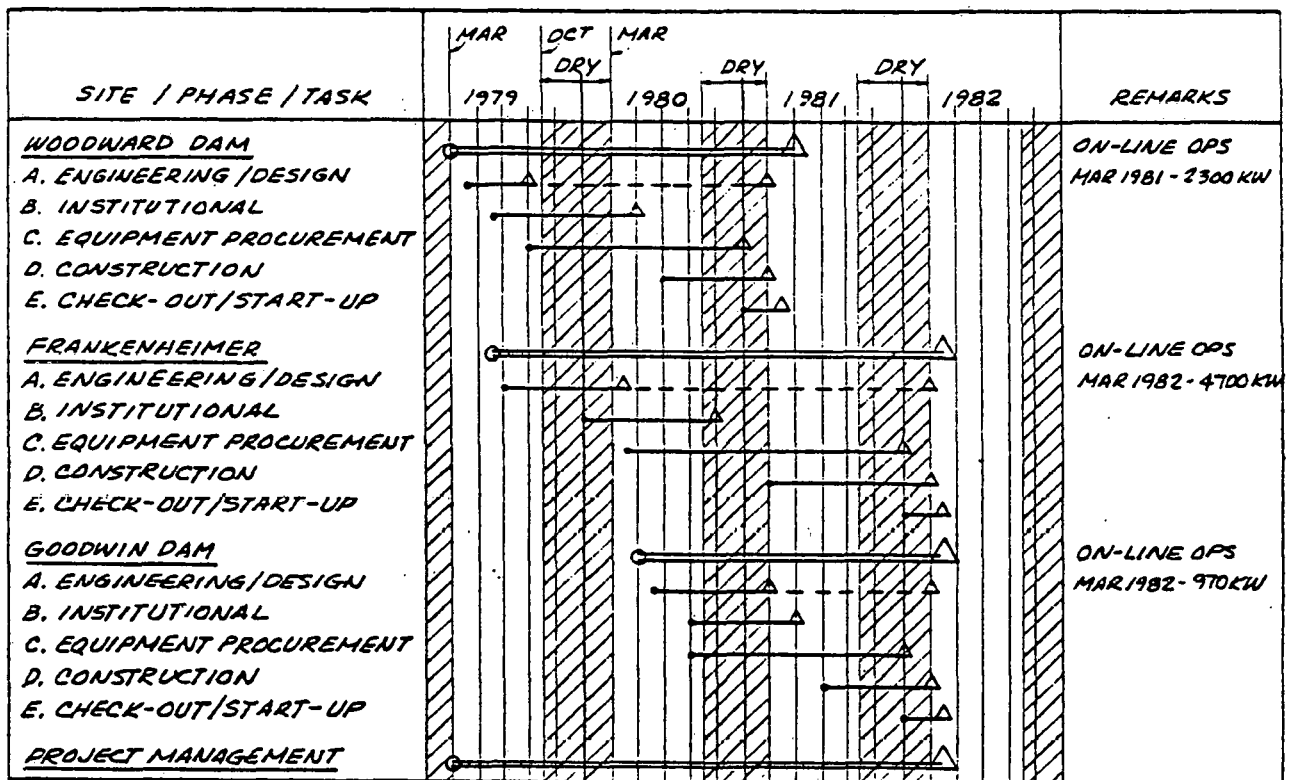 MAR OCT MAR
DRY DRY DRY
SITE / PHASE / TASK 1979 1980 1981 1982 REMARKS
WOODWARD DAM ON-LINE OPS
A. ENGINEERING/DESIGN MAR 1981-2300 KW
B. INSTITUTIONAL
C. EQUIPMENT PROCUREMENT
D. CONSTRUCTION
E. CHECK-OUT/START-UP
FRANKENHEIMER ON-LINE OPS
A. ENGINEERING/DESIGN MAR 1982-4700 KW
B. INSTITUTIONAL
C. EQUIPMENT PROCUREMENT
D. CONSTRUCTION
E. CHECK-OUT/START-UP
GOODWIN DAM ON-LINE OPS
A. ENGINEERING/DESIGN MAR 1982-970 KW
B. INSTITUTIONAL
C. EQUIPMENT PROCUREMENT
D. CONSTRUCTION
E. CHECK-OUT/START-UP
PROJECT MANAGEMENT